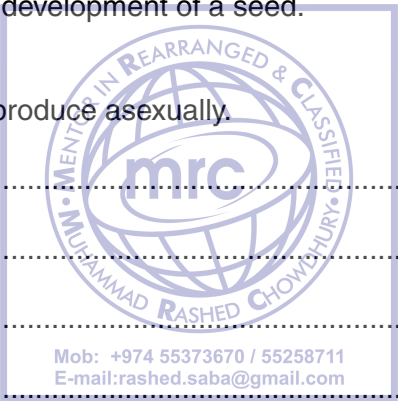 development of a seed.
produce asexually.
MENTOR IN REARRANGED & CLASSIFIED
mrc
• MUHAMMAD RASHED CHOWDHURY •
Mob: +974 55373670 / 55258711
E-mail:rashed.saba@gmail.com